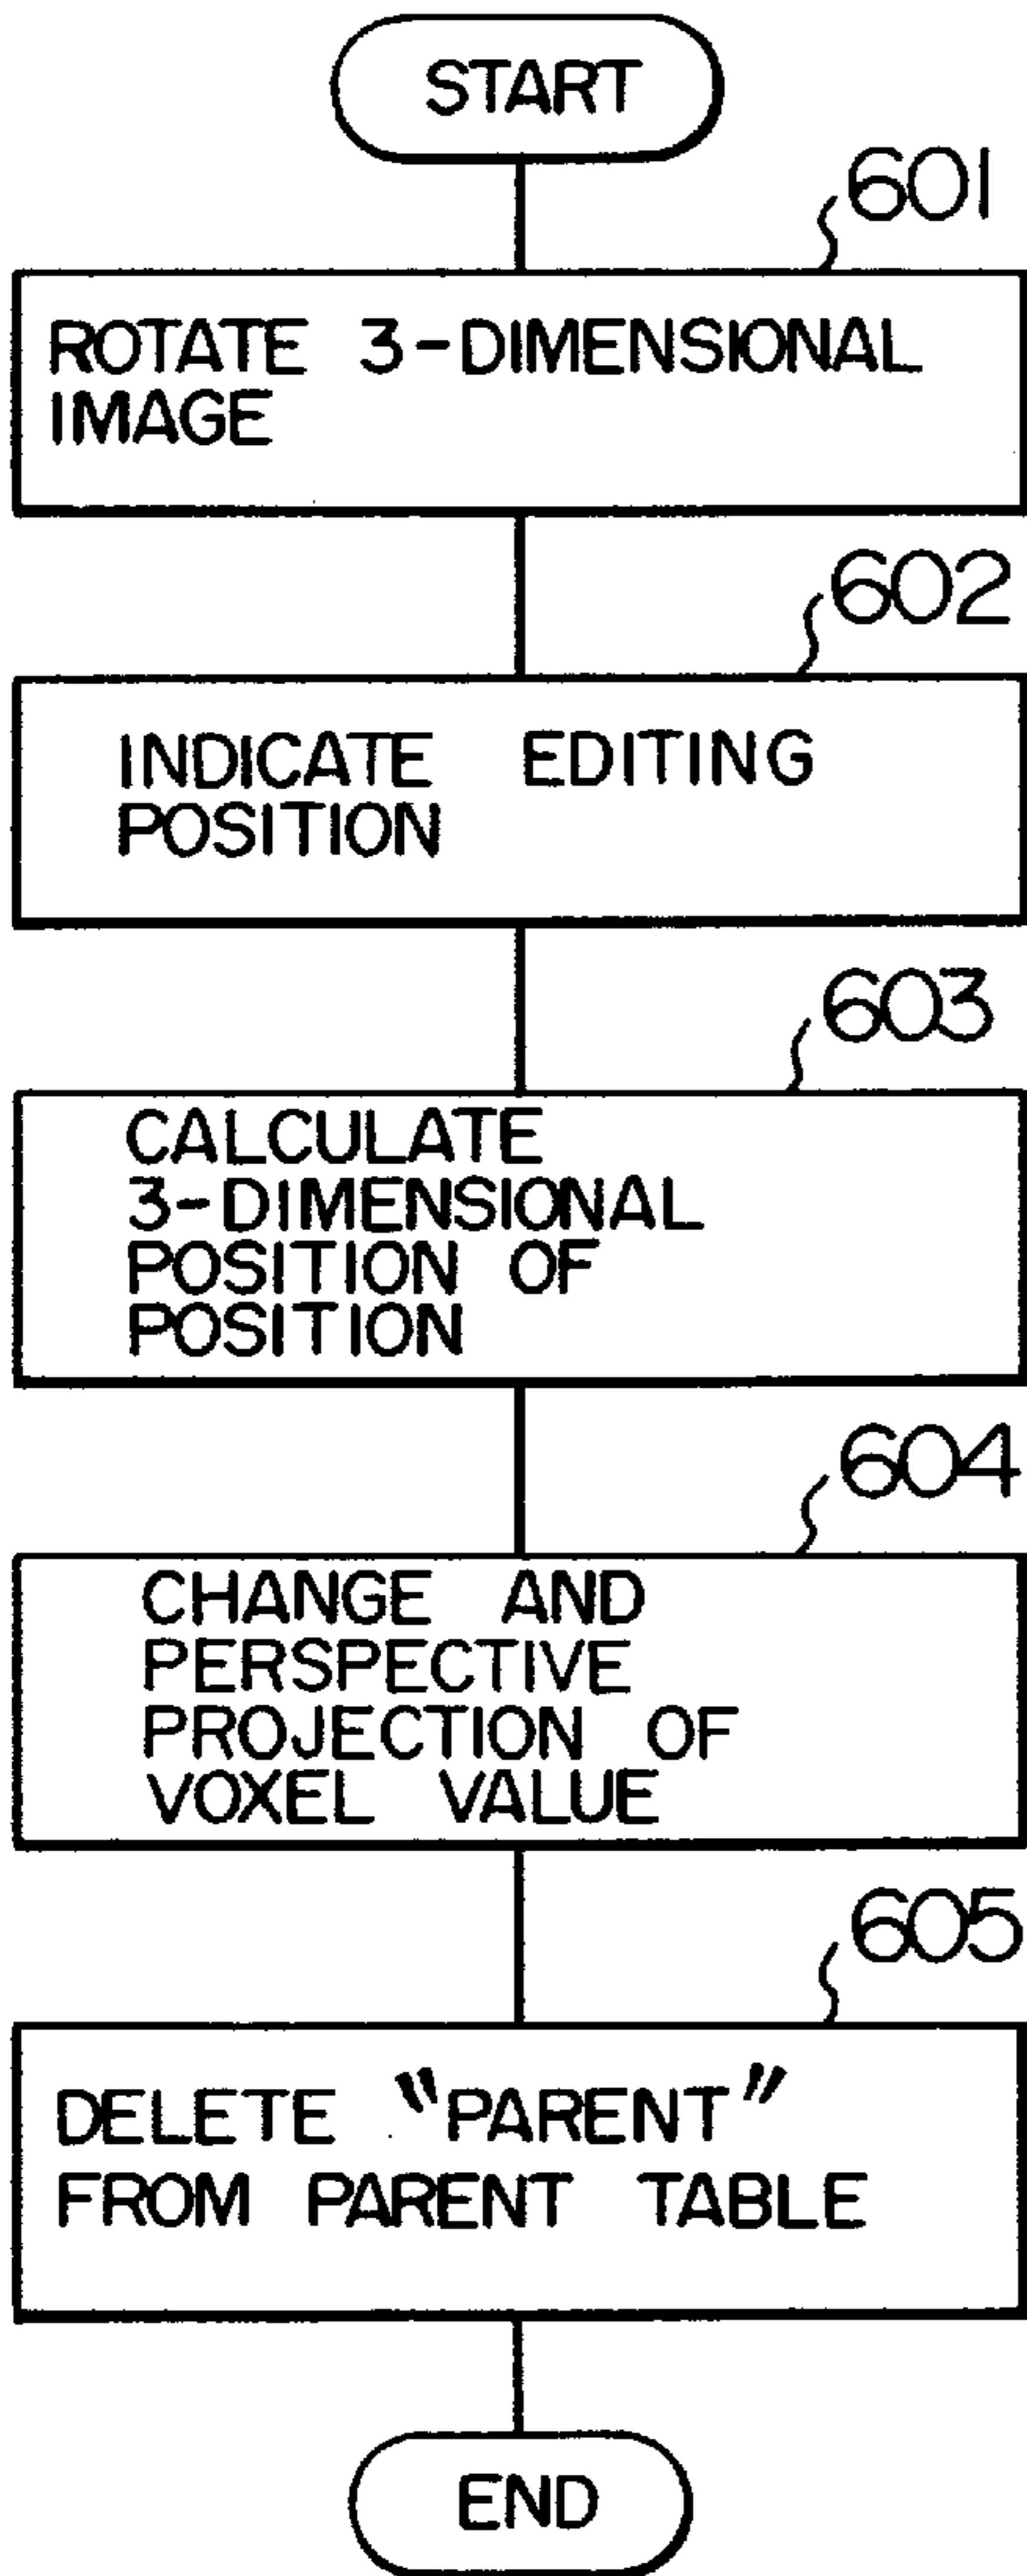 START
601
ROTATE 3-DIMENSIONAL
IMAGE
602
INDICATE EDITING
POSITION
603
CALCULATE
3-DIMENSIONAL
POSITION OF
POSITION
604
CHANGE AND
PERSPECTIVE
PROJECTION OF
VOXEL VALUE
605
DELETE "PARENT"
FROM PARENT TABLE
END